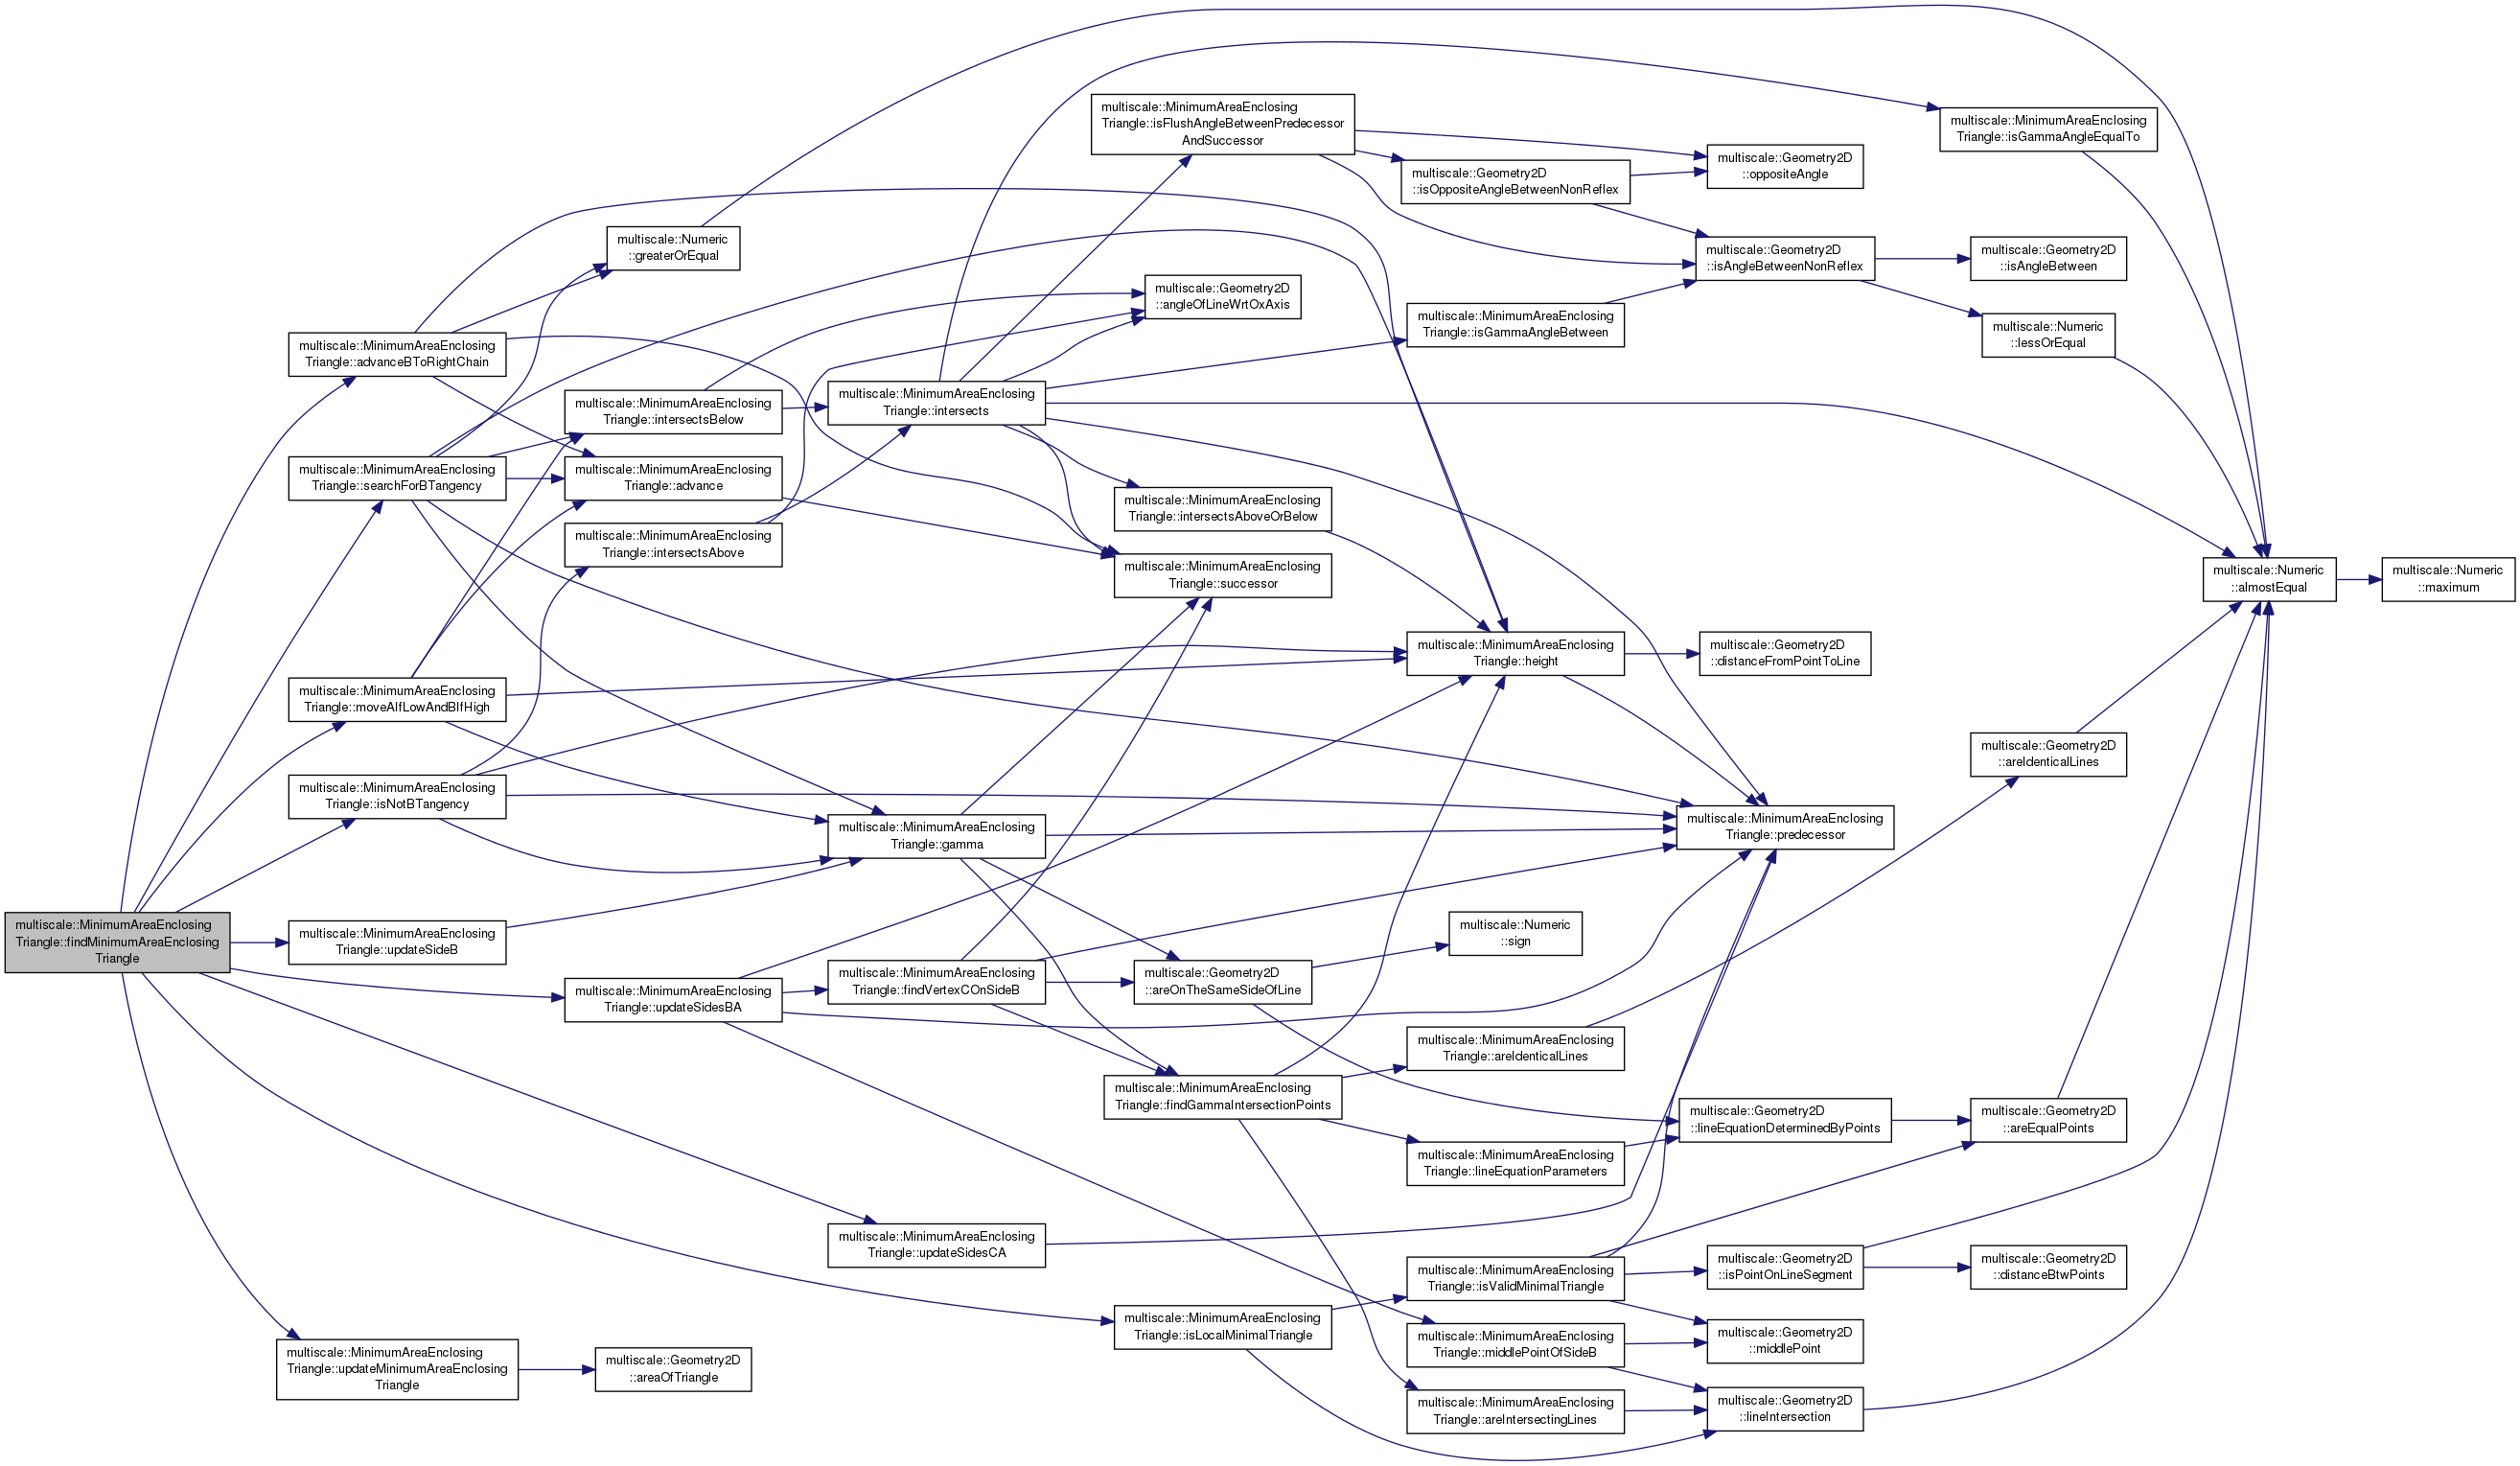 multiscale::MinimumAreaEnclosing
Triangle::findMinimumAreaEnclosing
Triangle
multiscale::MinimumAreaEnclosing
Triangle::advanceBToRightChain
multiscale::MinimumAreaEnclosing
Triangle::searchForBTangency
multiscale::MinimumAreaEnclosing
Triangle::moveAIfLowAndBIfHigh
multiscale::MinimumAreaEnclosing
Triangle::isNotBTangency
multiscale::MinimumAreaEnclosing
Triangle::updateSideB
multiscale::MinimumAreaEnclosing
Triangle::updateMinimumAreaEnclosing
Triangle
multiscale::Numeric
::greaterOrEqual
multiscale::MinimumAreaEnclosing
Triangle::intersectsBelow
multiscale::MinimumAreaEnclosing
Triangle::advance
multiscale::MinimumAreaEnclosing
Triangle::intersectsAbove
multiscale::MinimumAreaEnclosing
Triangle::updateSidesBA
multiscale::Geometry2D
::areaOfTriangle
multiscale::MinimumAreaEnclosing
Triangle::intersects
multiscale::MinimumAreaEnclosing
Triangle::gamma
multiscale::MinimumAreaEnclosing
Triangle::findVertexCOnSideB
multiscale::MinimumAreaEnclosing
Triangle::updateSidesCA
multiscale::MinimumAreaEnclosing
Triangle::isFlushAngleBetweenPredecessor
AndSuccessor
multiscale::Geometry2D
::angleOfLineWrtOxAxis
multiscale::MinimumAreaEnclosing
Triangle::intersectsAboveOrBelow
multiscale::MinimumAreaEnclosing
Triangle::successor
multiscale::Geometry2D
::areOnTheSameSideOfLine
multiscale::MinimumAreaEnclosing
Triangle::findGammaIntersectionPoints
multiscale::MinimumAreaEnclosing
Triangle::isLocalMinimalTriangle
multiscale::Geometry2D
::isOppositeAngleBetweenNonReflex
multiscale::MinimumAreaEnclosing
Triangle::isGammaAngleBetween
multiscale::MinimumAreaEnclosing
Triangle::height
multiscale::Numeric
::sign
multiscale::MinimumAreaEnclosing
Triangle::areIdenticalLines
multiscale::MinimumAreaEnclosing
Triangle::lineEquationParameters
multiscale::MinimumAreaEnclosing
Triangle::isValidMinimalTriangle
multiscale::MinimumAreaEnclosing
Triangle::middlePointOfSideB
multiscale::MinimumAreaEnclosing
Triangle::areIntersectingLines
multiscale::Geometry2D
::oppositeAngle
multiscale::Geometry2D
::isAngleBetweenNonReflex
multiscale::Geometry2D
::distanceFromPointToLine
multiscale::MinimumAreaEnclosing
Triangle::predecessor
multiscale::Geometry2D
::lineEquationDeterminedByPoints
multiscale::Geometry2D
::isPointOnLineSegment
multiscale::Geometry2D
::middlePoint
multiscale::Geometry2D
::lineIntersection
multiscale::MinimumAreaEnclosing
Triangle::isGammaAngleEqualTo
multiscale::Geometry2D
::isAngleBetween
multiscale::Numeric
::lessOrEqual
multiscale::Geometry2D
::areIdenticalLines
multiscale::Geometry2D
::areEqualPoints
multiscale::Geometry2D
::distanceBtwPoints
multiscale::Numeric
::almostEqual
multiscale::Numeric
::maximum